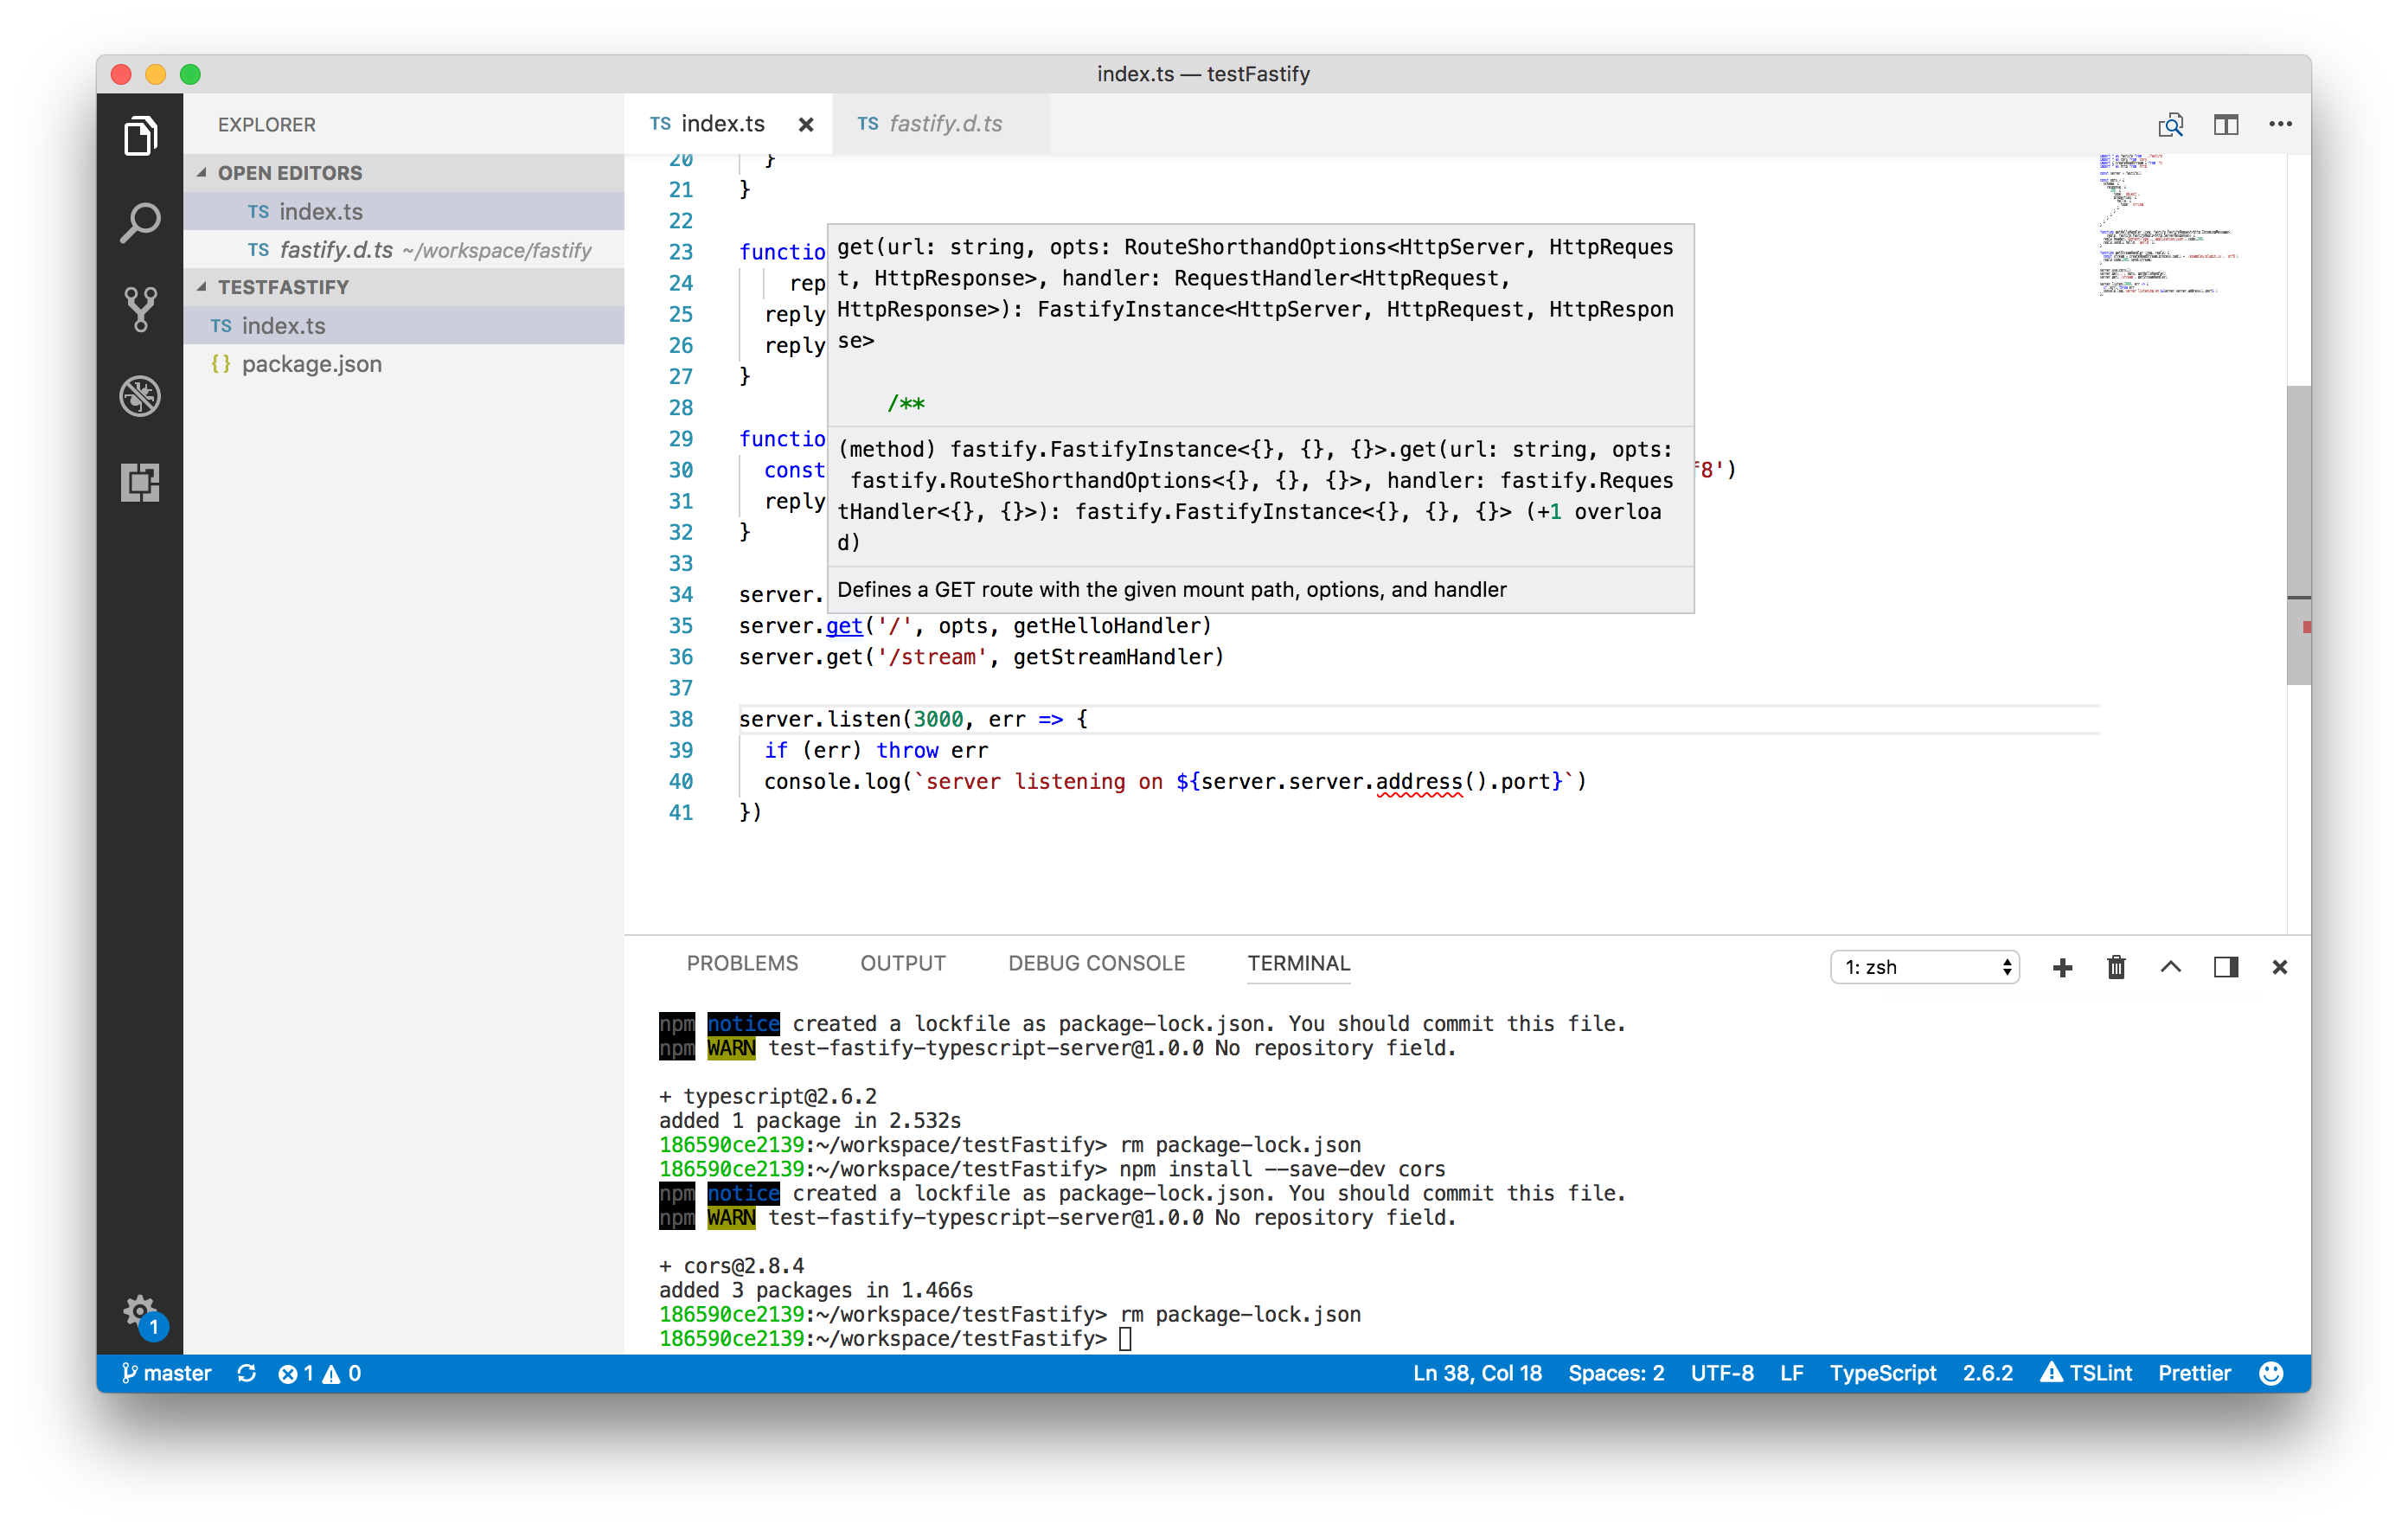 index.ts — testFastify
EXPLORER
OPEN EDITORS
TS index.ts
TS fastify.d.ts ~/workspace/fastify
TESTFASTIFY
TS index.ts
{} package.json
TS index.ts
TS fastify.d.ts
20 }
21 }
22
23 functio
24 rep
25 reply
26 reply
27 }
28
29 functio
30 const f8')
31 reply
32 }
33
34 server.
get(url: string, opts: RouteShorthandOptions<HttpServer, HttpReques
t, HttpResponse>, handler: RequestHandler<HttpRequest,
HttpResponse>): FastifyInstance<HttpServer, HttpRequest, HttpRespon
se>
/**
(method) fastify.FastifyInstance<{}, {}, {}>.get(url: string, opts:
fastify.RouteShorthandOptions<{}, {}, {}>, handler: fastify.Reques
tHandler<{}, {}>): fastify.FastifyInstance<{}, {}, {}> (+1 overloa
d)
Defines a GET route with the given mount path, options, and handler
35 server.get('/', opts, getHelloHandler)
36 server.get('/stream', getStreamHandler)
37
38 server.listen(3000, err => {
39 if (err) throw err
40 console.log(`server listening on ${server.server.address().port}`)
41 })
PROBLEMS OUTPUT DEBUG CONSOLE TERMINAL 1: zsh
npm notice created a lockfile as package-lock.json. You should commit this file.
npm WARN test-fastify-typescript-server@1.0.0 No repository field.
+ typescript@2.6.2
added 1 package in 2.532s
186590ce2139:~/workspace/testFastify> rm package-lock.json
186590ce2139:~/workspace/testFastify> npm install --save-dev cors
npm notice created a lockfile as package-lock.json. You should commit this file.
npm WARN test-fastify-typescript-server@1.0.0 No repository field.
+ cors@2.8.4
added 3 packages in 1.466s
186590ce2139:~/workspace/testFastify> rm package-lock.json
186590ce2139:~/workspace/testFastify>
1
master 1 0 Ln 38, Col 18 Spaces: 2 UTF-8 LF TypeScript 2.6.2 TSLint Prettier